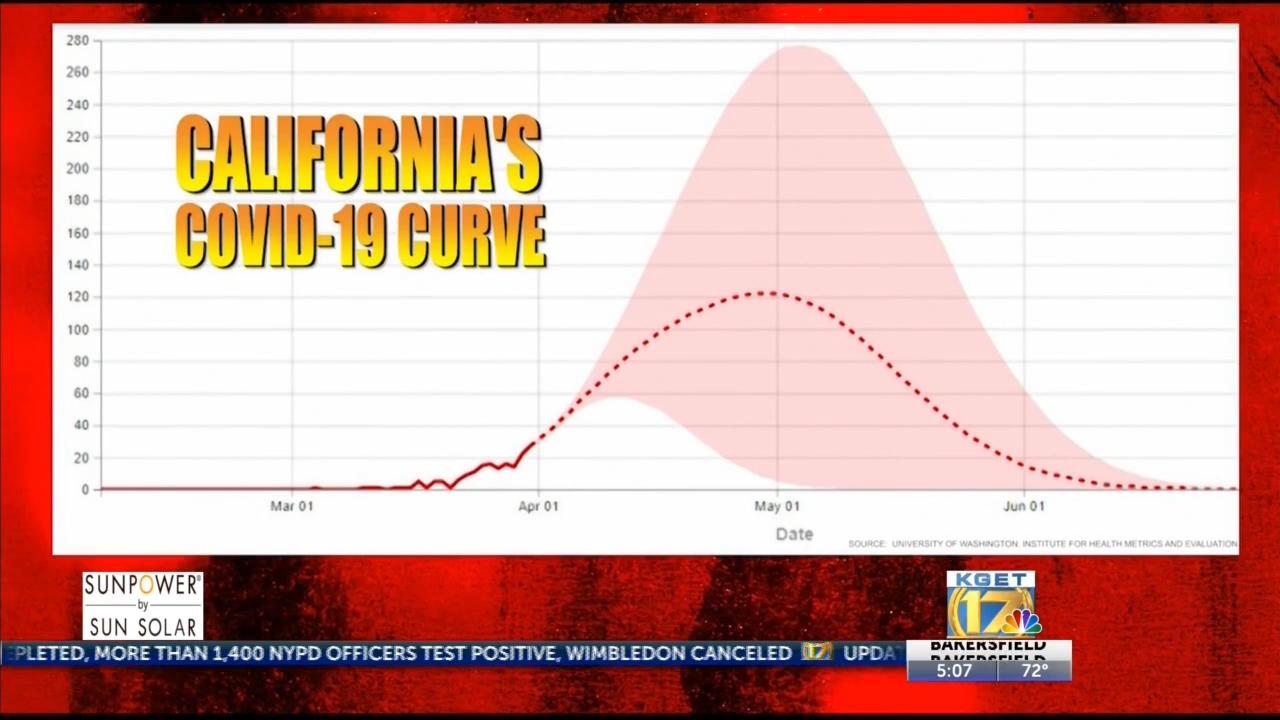 280
260
240
220
200
180
160
140
120
100
80
60
40
20
0
CALIFORNIA'S
COVID-19 CURVE
Mar 01
Apr 01
May 01
Jun 01
Date
SOURCE: UNIVERSITY OF WASHINGTON. INSTITUTE FOR HEALTH METRICS AND EVALUATION
SUNPOWER®
by
SUN SOLAR
KGET
17
PLETED, MORE THAN 1,400 NYPD OFFICERS TEST POSITIVE, WIMBLEDON CANCELED 17 UPDA
BAKERSFIELD
BAKERSFIELD
5:07 72°